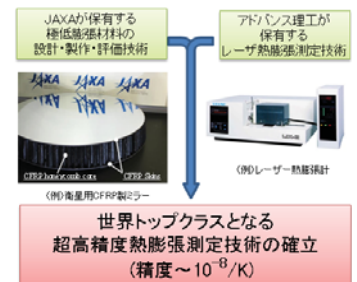 JAXAが保有する
極低膨張材料の
設計・製作・評価技術
アドバンス理工が
保有する
レーザ熱膨張測定技術
JAXA JAXA JAXA
CFRP honeycomb core
CFRP Skins
(例)衛星用CFRP製ミラー
(例)レーザー熱膨張計
世界トップクラスとなる
超高精度熱膨張測定技術の確立
(精度～10⁻⁸/K)